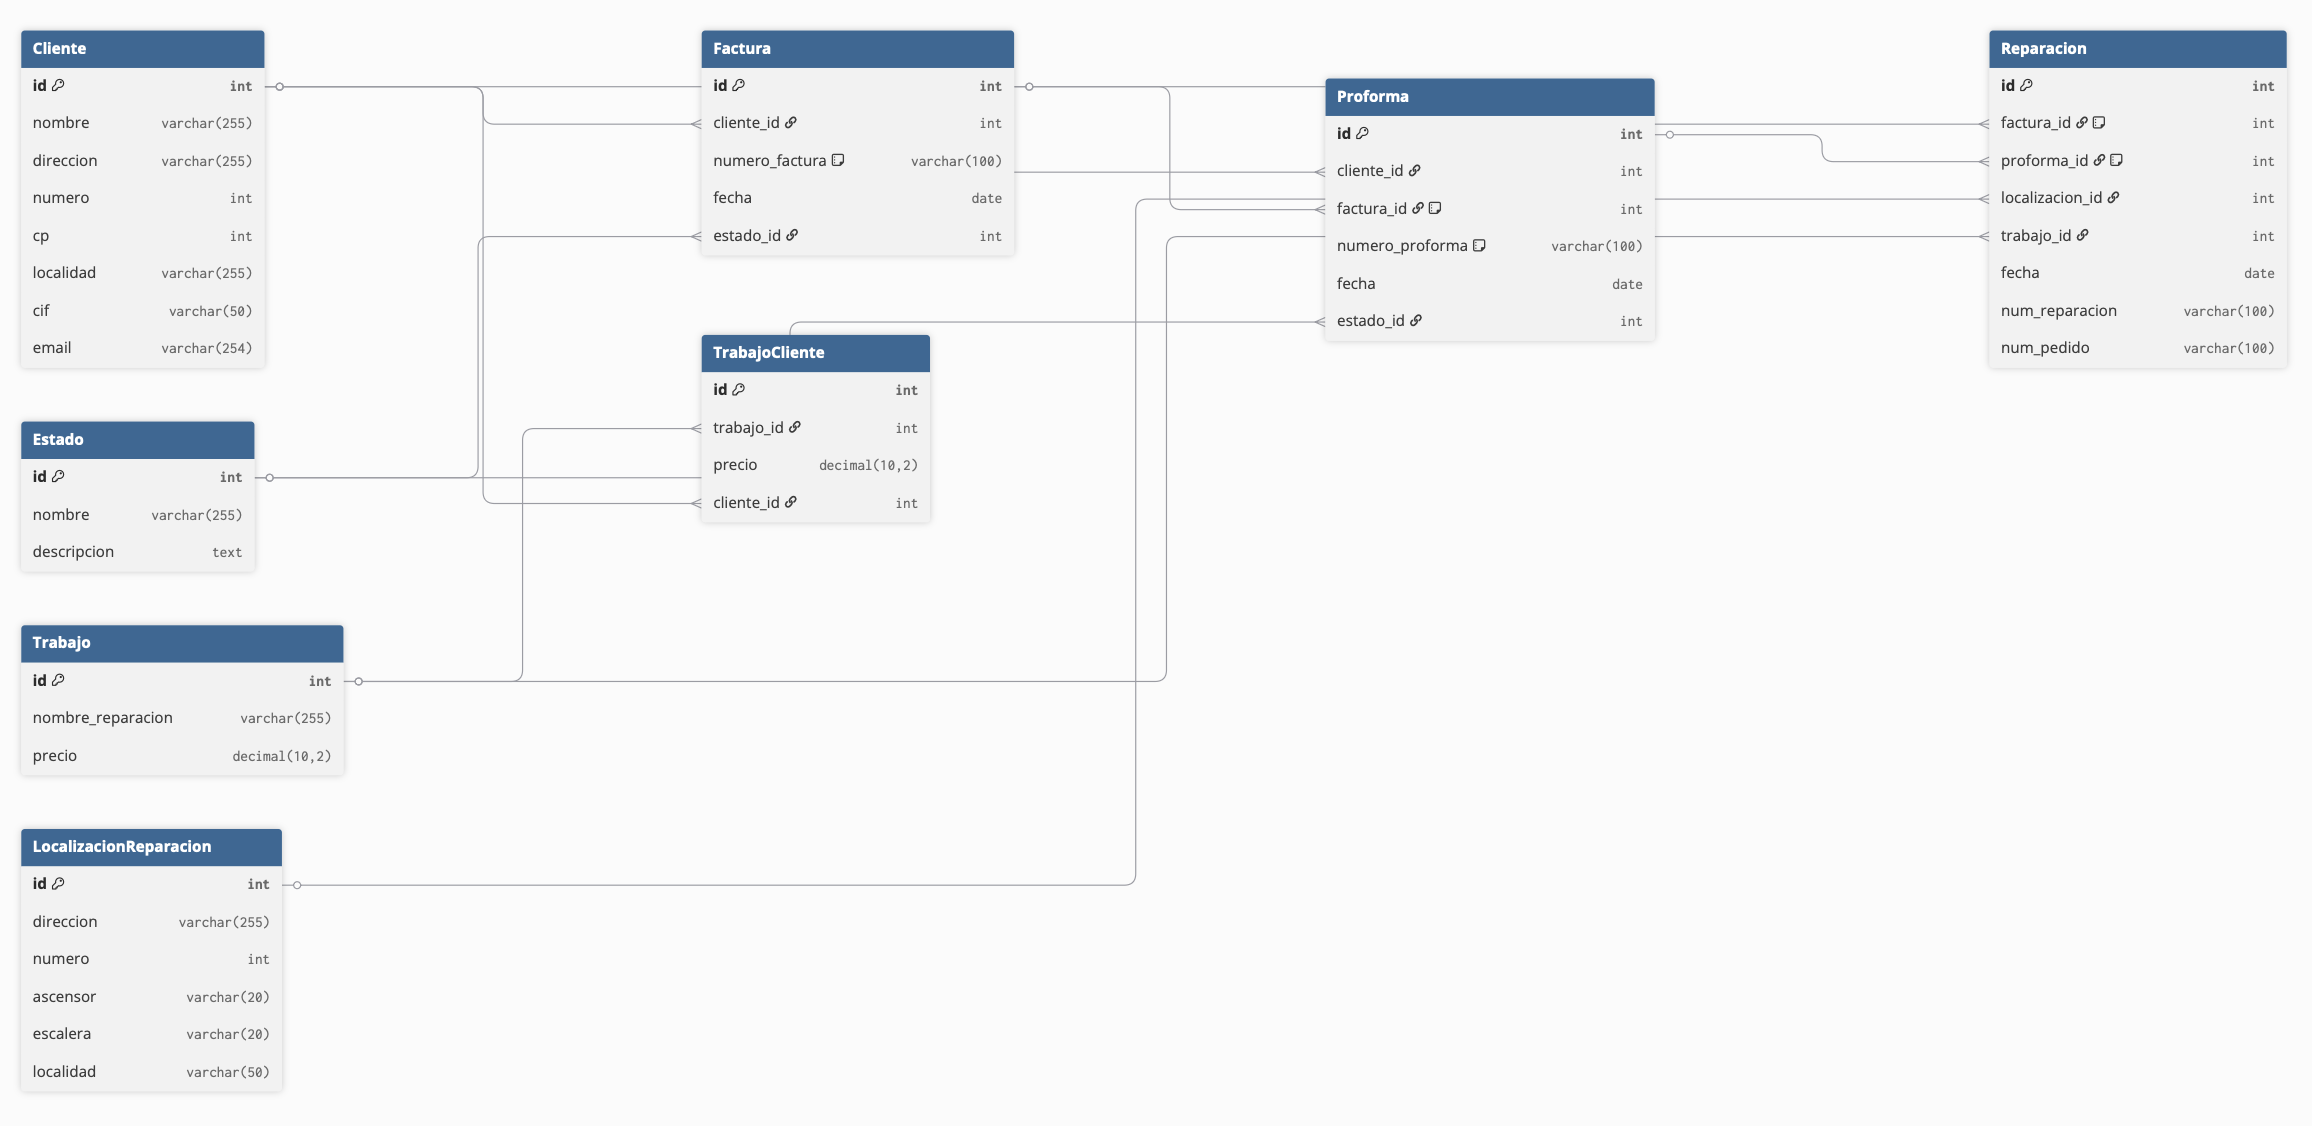 Cliente
id int
nombre varchar(255)
direccion varchar(255)
numero int
cp int
localidad varchar(255)
cif varchar(50)
email varchar(254)
Estado
id int
nombre varchar(255)
descripcion text
Trabajo
id int
nombre_reparacion varchar(255)
precio decimal(10,2)
LocalizacionReparacion
id int
direccion varchar(255)
numero int
ascensor varchar(20)
escalera varchar(20)
localidad varchar(50)
Factura
id int
cliente_id int
numero_factura varchar(100)
fecha date
estado_id int
TrabajoCliente
id int
trabajo_id int
precio decimal(10,2)
cliente_id int
Proforma
id int
cliente_id int
factura_id int
numero_proforma varchar(100)
fecha date
estado_id int
Reparacion
id int
factura_id int
proforma_id int
localizacion_id int
trabajo_id int
fecha date
num_reparacion varchar(100)
num_pedido varchar(100)